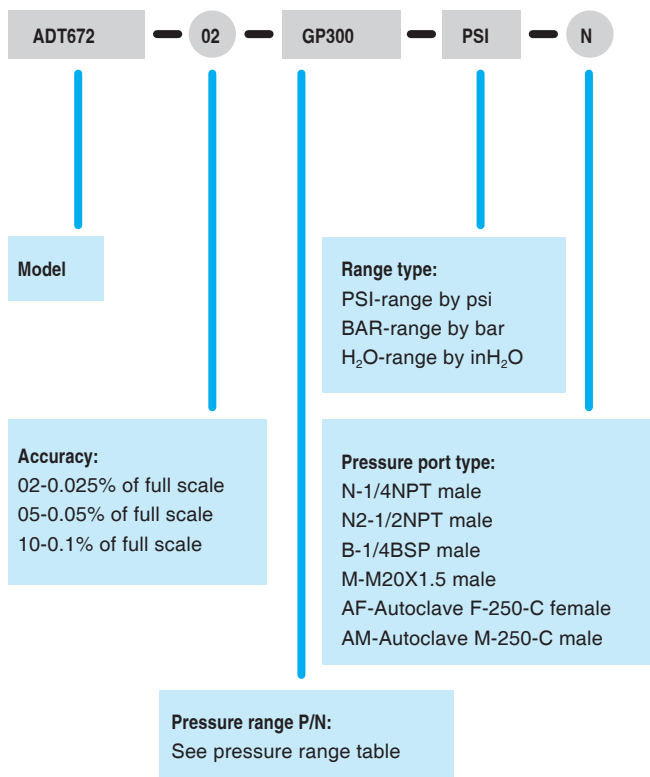 ADT672 02 GP300 PSI N
Model
Range type:
PSI-range by psi
BAR-range by bar
H₂O-range by inH₂O
Accuracy:
02-0.025% of full scale
05-0.05% of full scale
10-0.1% of full scale
Pressure port type:
N-1/4NPT male
N2-1/2NPT male
B-1/4BSP male
M-M20X1.5 male
AF-Autoclave F-250-C female
AM-Autoclave M-250-C male
Pressure range P/N:
See pressure range table